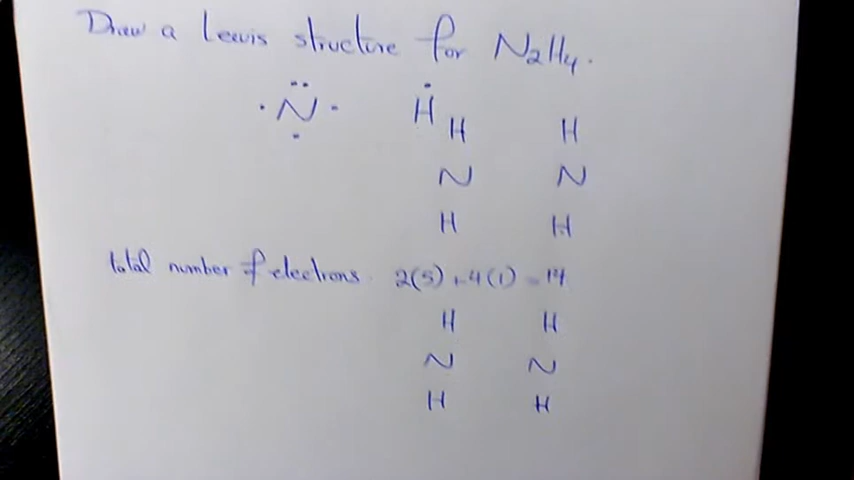 Draw a Lewis structure for N2H4.
N H
H H
N N
H H
total number of electrons 2(5) + 4(1) = 14
H H
N N
H H